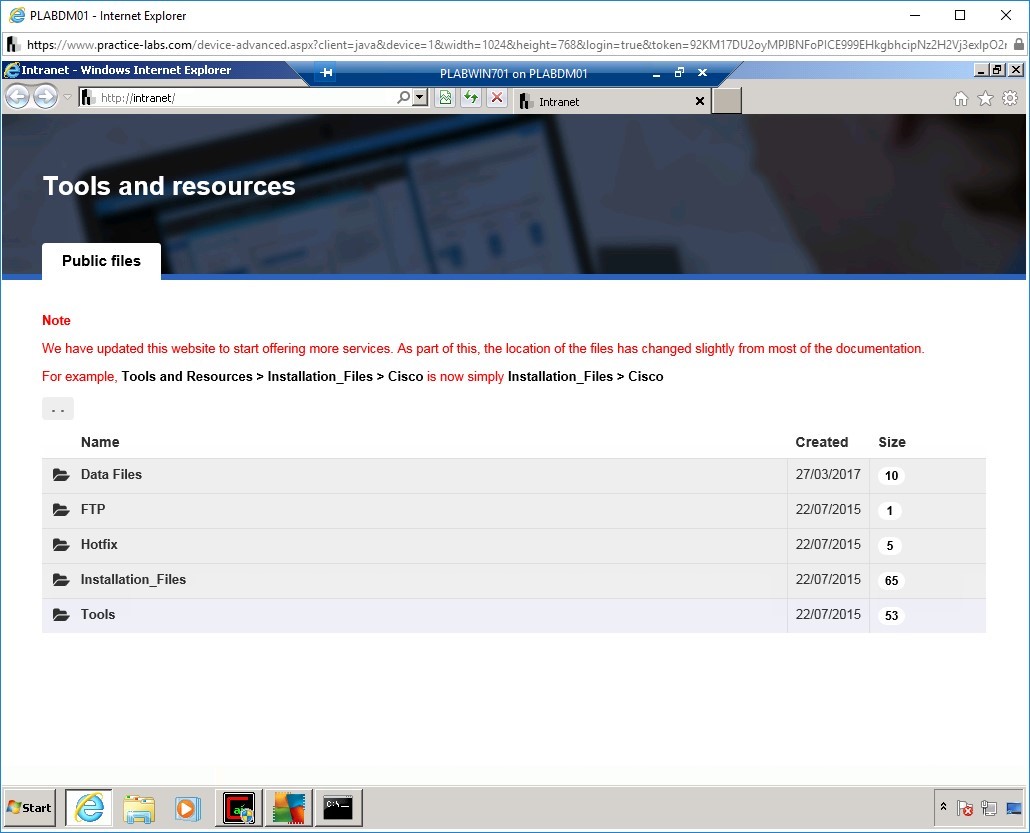 PLABDM01 - Internet Explorer
https://www.practice-labs.com/device-advanced.aspx?client=java&device=1&width=1024&height=768&login=true&token=92KM17DU2oyMPJBNFoPICE999EHkgbhcipNz2H2Vj3exIpO2r
Intranet - Windows Internet Explorer
PLABWIN701 on PLABDM01
http://intranet/
Intranet
Tools and resources
Public files
Note
We have updated this website to start offering more services. As part of this, the location of the files has changed slightly from most of the documentation.
For example, Tools and Resources > Installation_Files > Cisco is now simply Installation_Files > Cisco
. .
Name Created Size
Data Files 27/03/2017 10
FTP 22/07/2015 1
Hotfix 22/07/2015 5
Installation_Files 22/07/2015 65
Tools 22/07/2015 53
Start
C:\_